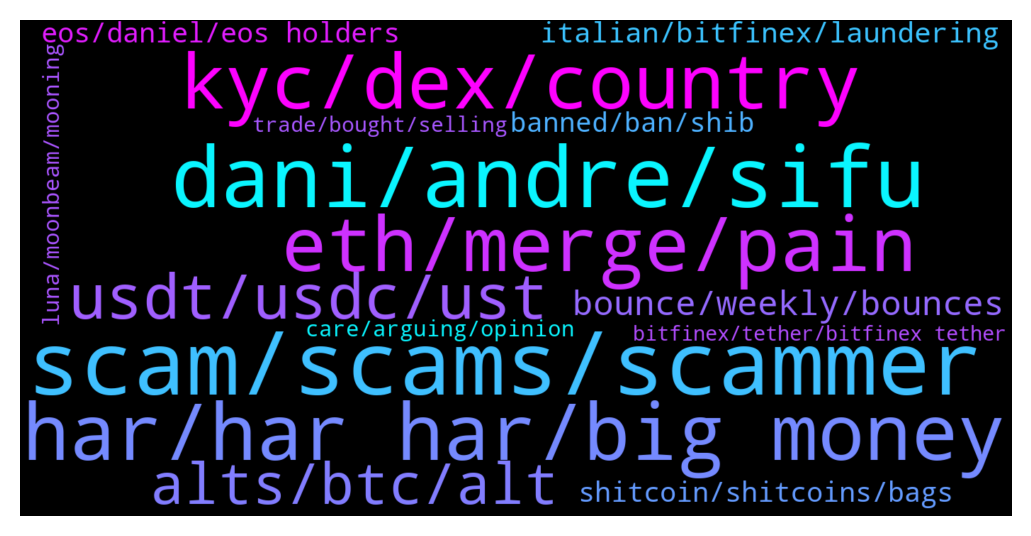 eos/daniel/eos holders
italian/bitfinex/laundering
kyc/dex/country
trade/bought/selling
banned/ban/shib
dani/andre/sifu
luna/moonbeam/mooning
eth/merge/pain
usdt/usdc/ust
bounce/weekly/bounces
care/arguing/opinion
bitfinex/tether/bitfinex tether
scam/scams/scammer
har/har har/big money
alts/btc/alt
shitcoin/shitcoins/bags